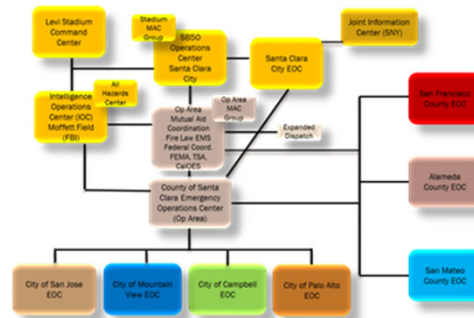 Levi Stadium
Command
Center
Stadium
MAC
Group
SB50
Operations
Center
Santa Clara
City
Santa Clara
City EOC
Joint Information
Center (SNY)
All
Hazards
Center
Intelligence
Operations
Center (IOC)
Moffett Field
(FBI)
Op Area
Mutual Aid
Coordination
Fire Law EMS
Federal Coord.
FEMA, TSA,
CalOES
Op Area
MAC
Group
Expanded
Dispatch
San Francisco
County EOC
Alameda
County EOC
County of Santa
Clara Emergency
Operations Center
(Op Area)
San Mateo
County EOC
City of San Jose
EOC
City of Mountain
View EOC
City of Campbell
EOC
City of Palo Alto
EOC